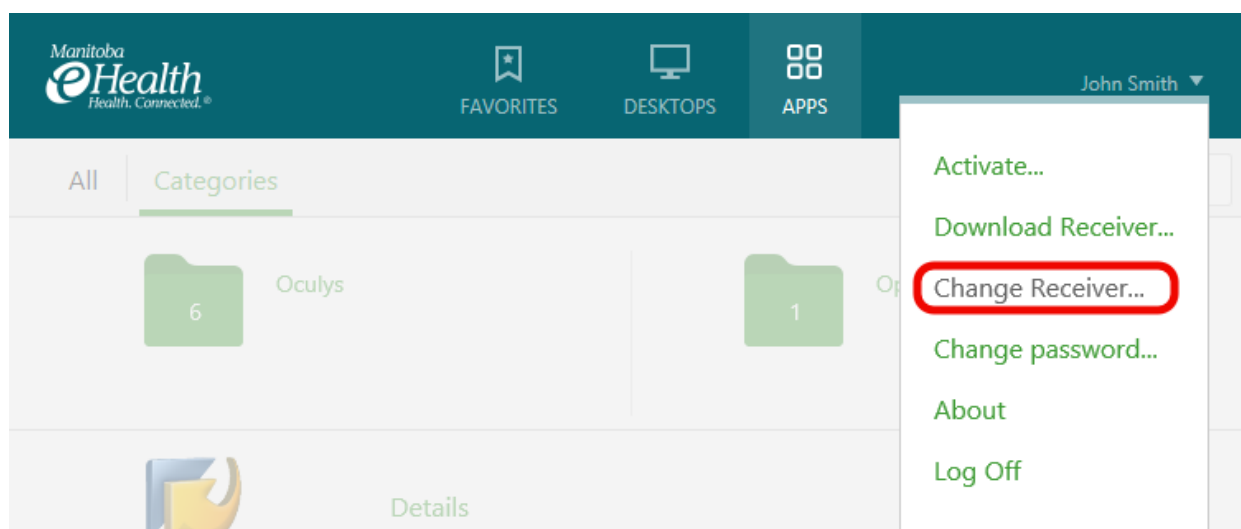 Manitoba
eHealth
Health. Connected.®
FAVORITES
DESKTOPS
APPS
John Smith ▼
All
Categories
Activate...
Download Receiver...
Change Receiver...
Change password...
About
Log Off
6
Oculys
1
Details